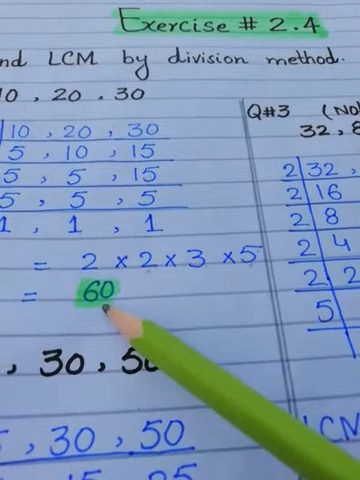 Exercise # 2.4
LCM by division method.
10 , 20 , 30
10 , 20 , 30
5 , 10 , 15
5 , 5 , 15
5 , 5 , 5
1 , 1 , 1
= 2 × 2 × 3 × 5
= 60
, 30 , 50
, 30 , 50
Q#3
32,
2 32,
2 16
2 8
2 4
2 2 2
5
LCM